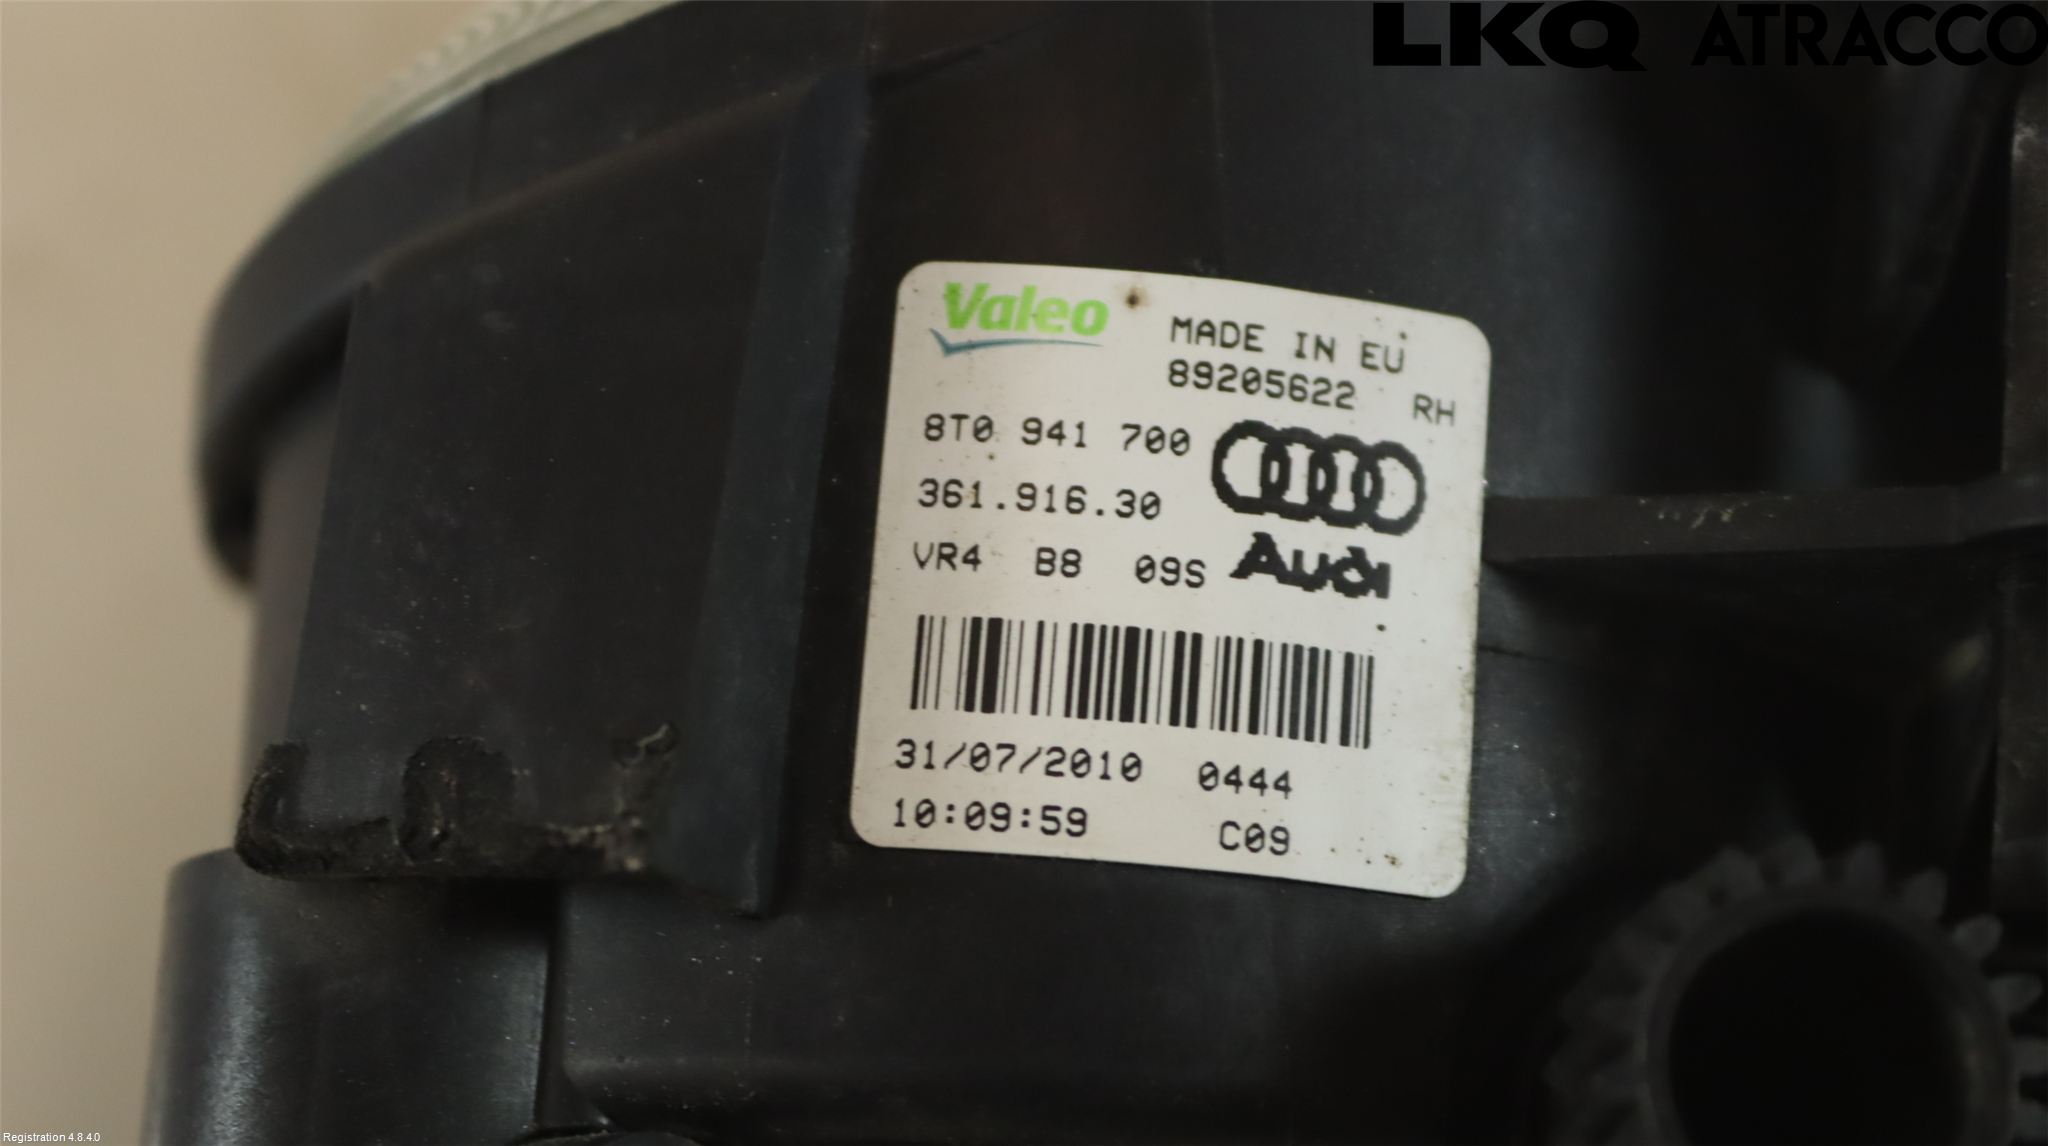 LKQ ATRACCO
Valeo
MADE IN EU
89205622 RH
8T0 941 700
361.916.30
VR4 B8 09S
Audi
31/07/2010 0444
10:09:59 C09
Registration 4.8.4.0